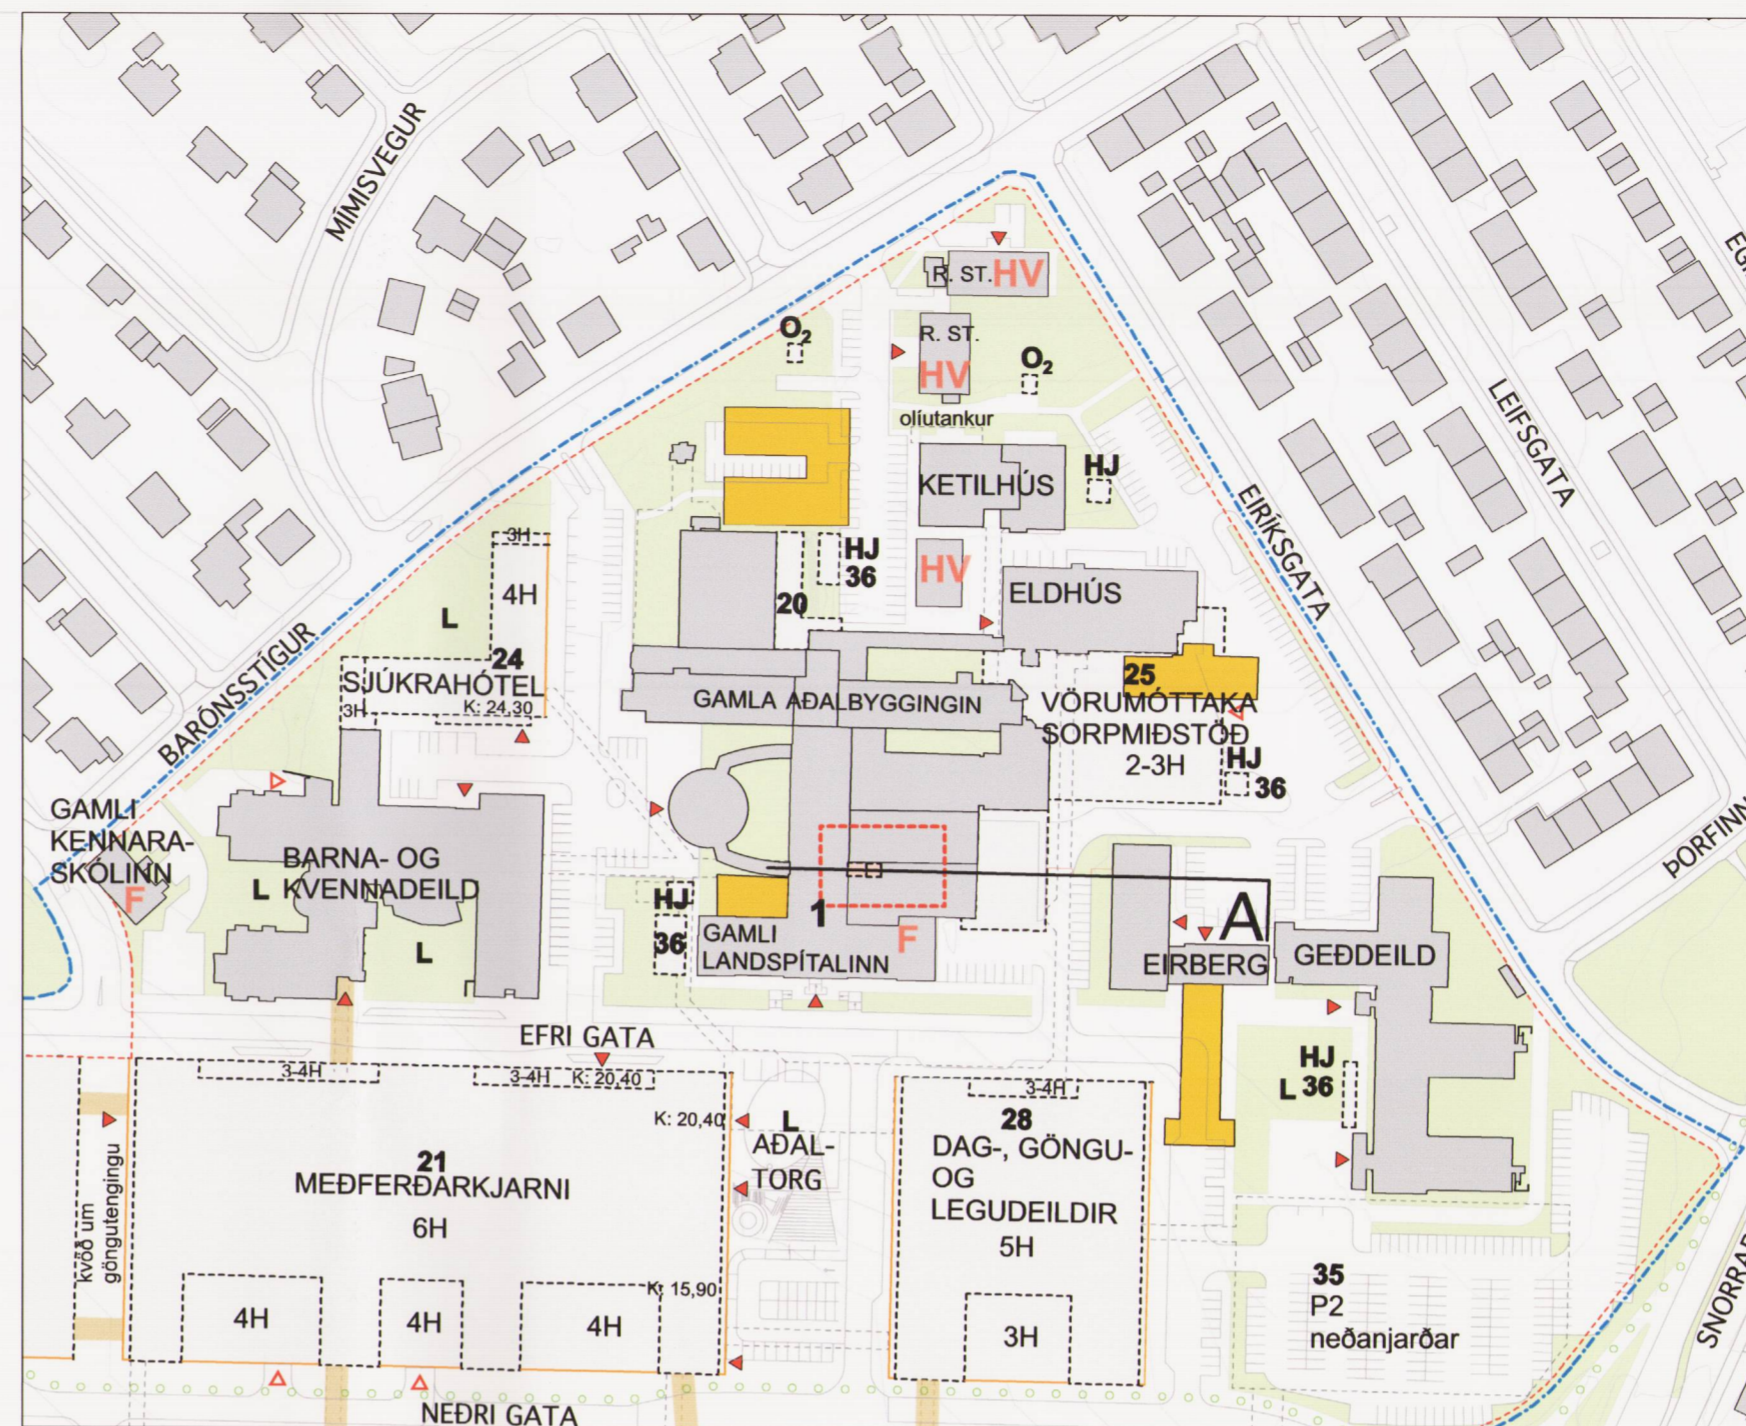 MÍMISVEGUR
R. ST. HV
O₂
R. ST.
HV
O₂
olíutankur
KETILHÚS
HJ
LEIFSGATA
EIRÍKSGATA
3H
4H
L
HJ
36
HV
20
ELDHÚS
BARÓNSSTÍGUR
24
SJÚKRAHÓTEL
3H
K: 24,30
GAMLA AÐALBYGGINGIN
25
VÖRUMÓTTAKA
SORPMIÐSTÖÐ
2-3H
HJ
36
GAMLI
KENNARA-
SKÓLINN
F
BARNA- OG
L KVENNADEILD
L
HJ
36
1
GAMLI
LANDSPÍTALINN
F
A
EIRBERG
GEÐDEILD
ÞORFINN
EFRI GATA
3-4H
3-4H K: 20,40
K: 20,40
L
AÐAL-
TORG
21
MEÐFERÐARKJARNI
6H
kvöð um
göngutengingu
4H
4H
4H
K: 15,90
3-4H
28
DAG-, GÖNGU-
OG
LEGUDEILDIR
5H
3H
HJ
L 36
35
P2
neðanjarðar
NEÐRI GATA